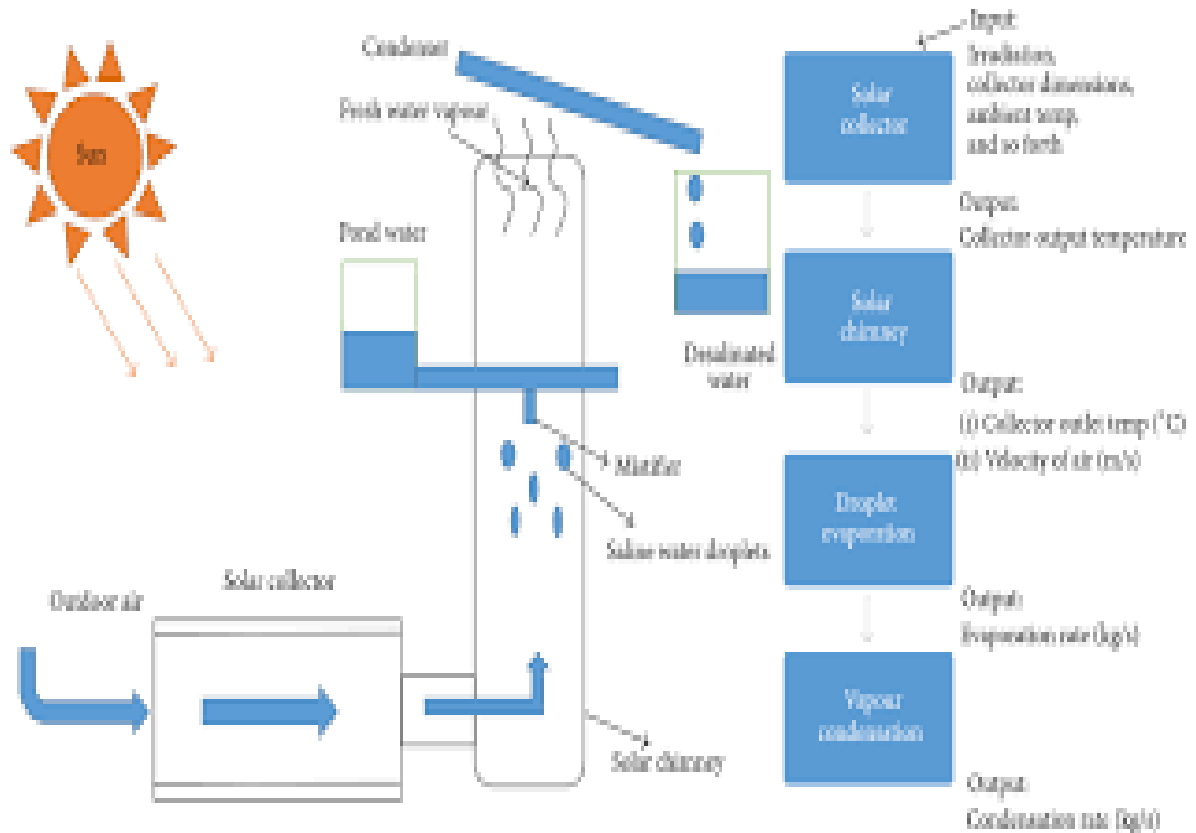 Sun
Condenser
Fresh water vapour
Pond water
Desalinated
water
Mistifier
Saline water droplets
Solar collector
Outdoor air
Solar chimney
Solar
collector
Input:
Irradiation,
collector dimensions,
ambient temp,
and so forth
Output:
Collector output temperature
Solar
chimney
Output:
(i) Collector outlet temp (°C)
(ii) Velocity of air (m/s)
Droplet
evaporation
Output:
Evaporation rate (kg/s)
Vapour
condensation
Output:
Condensation rate (kg/s)